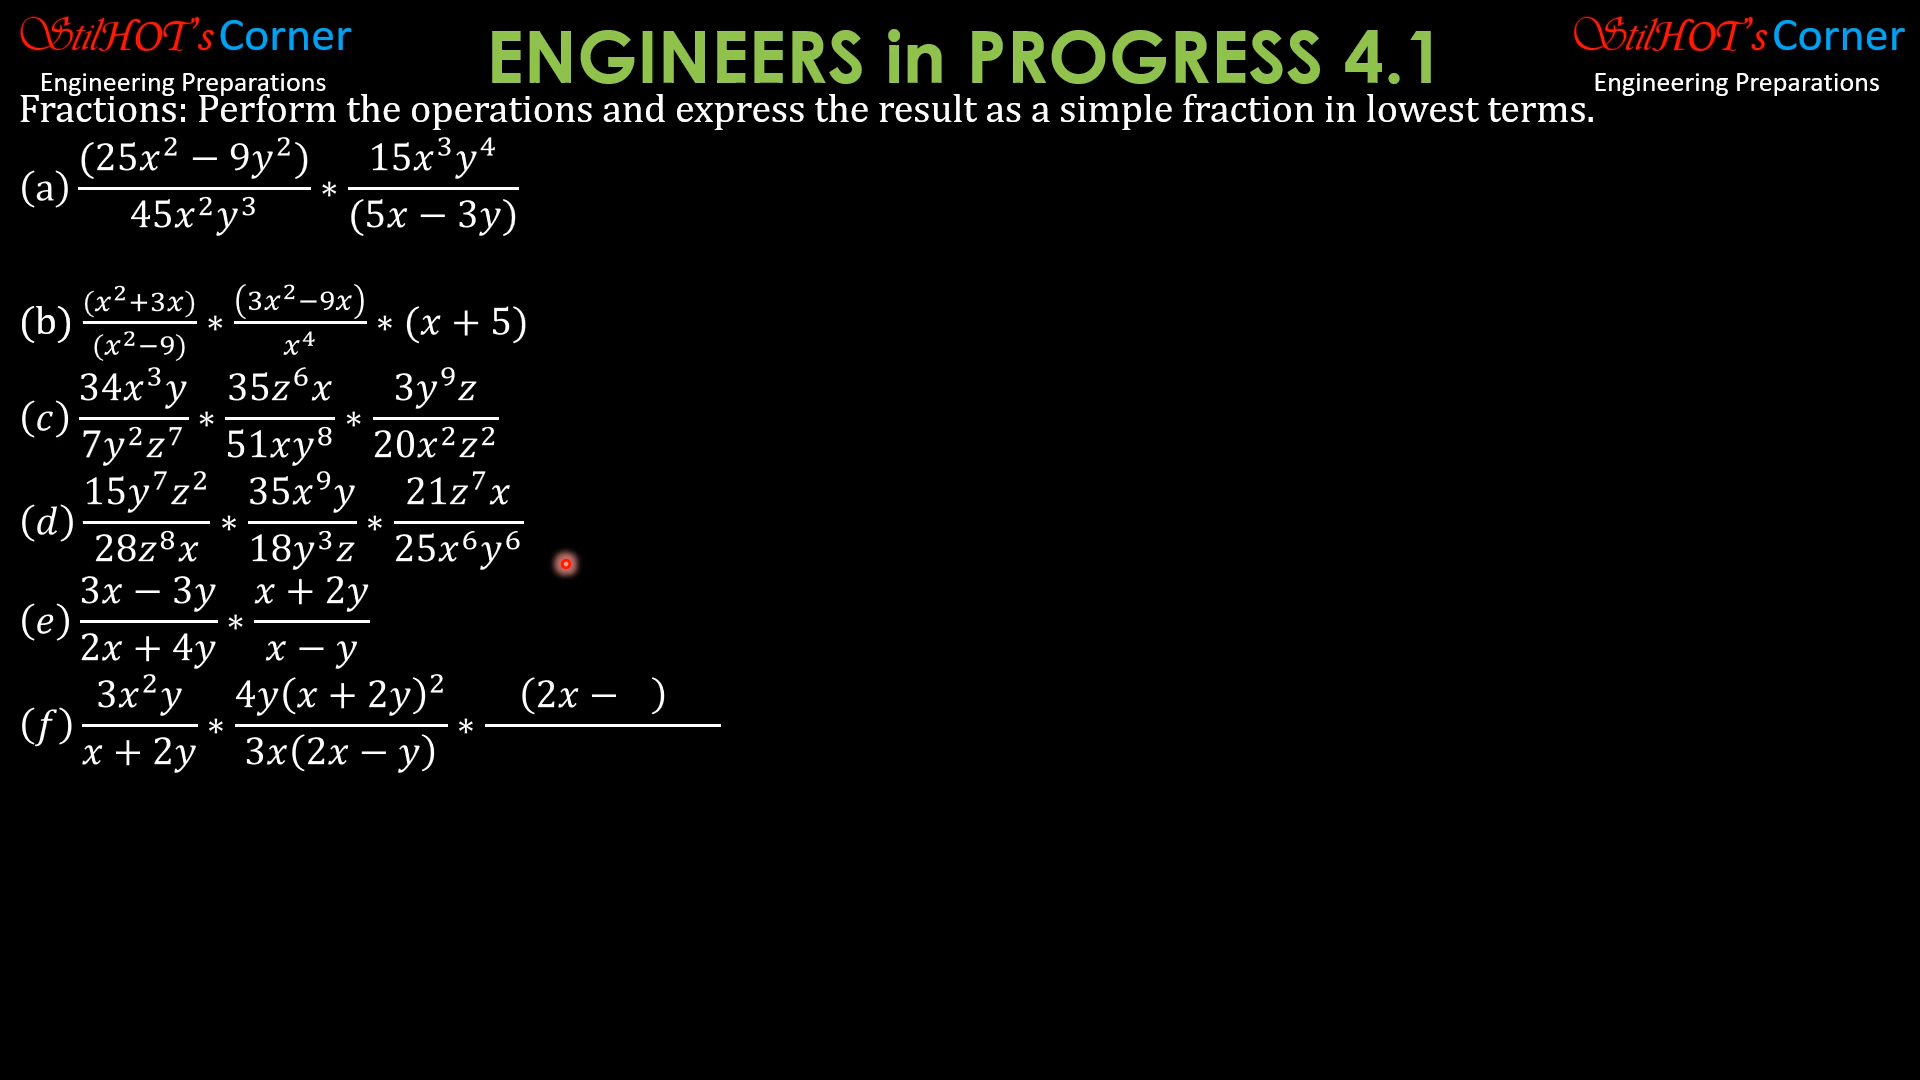 StilHOT's Corner
Engineering Preparations
ENGINEERS in PROGRESS 4.1
StilHOT's Corner
Engineering Preparations
Fractions: Perform the operations and express the result as a simple fraction in lowest terms.
(a) (25x² − 9y²)/45x²y³ * 15x³y⁴/(5x − 3y)
(b) (x²+3x)/(x²−9) * (3x²−9x)/x⁴ * (x + 5)
(c) 34x³y/7y²z⁷ * 35z⁶x/51xy⁸ * 3y⁹z/20x²z²
(d) 15y⁷z²/28z⁸x * 35x⁹y/18y³z * 21z⁷x/25x⁶y⁶
(e) 3x − 3y/2x + 4y * x + 2y/x − y
(f) 3x²y/x + 2y * 4y(x + 2y)²/3x(2x − y) * (2x − )/